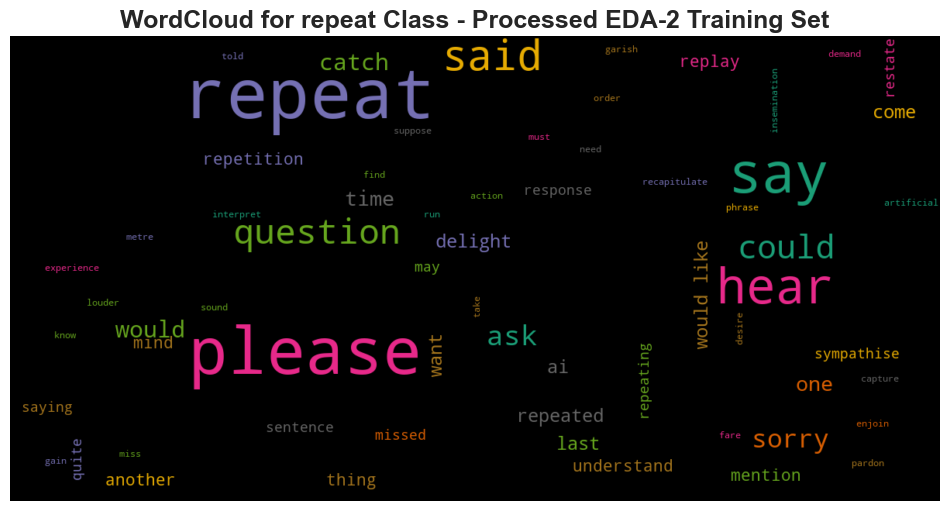 WordCloud for repeat Class - Processed EDA-2 Training Set
told
catch
said
garish
replay
demand
restate
repeat
insemination
order
come
suppose
must
need
repetition
say
find
time
action
response
recapitulate
artificial
phrase
interpret
run
metre
question
delight
could
may
experience
hear
would like
louder
sound
take
know
would
mind
please
want
ask
desire
sympathise
ai
repeating
one
capture
saying
repeated
sentence
missed
last
fare
sorry
enjoin
miss
gain
quite
another
thing
understand
mention
pardon